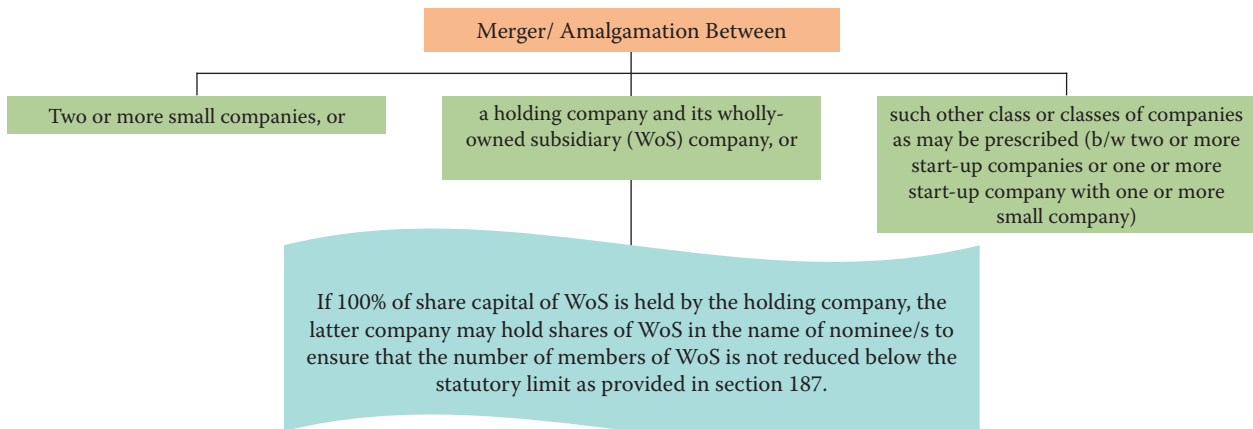 Merger/ Amalgamation Between
Two or more small companies, or
a holding company and its wholly-
owned subsidiary (WoS) company, or
such other class or classes of companies
as may be prescribed (b/w two or more
start-up companies or one or more
start-up company with one or more
small company)
If 100% of share capital of WoS is held by the holding company, the
latter company may hold shares of WoS in the name of nominee/s to
ensure that the number of members of WoS is not reduced below the
statutory limit as provided in section 187.